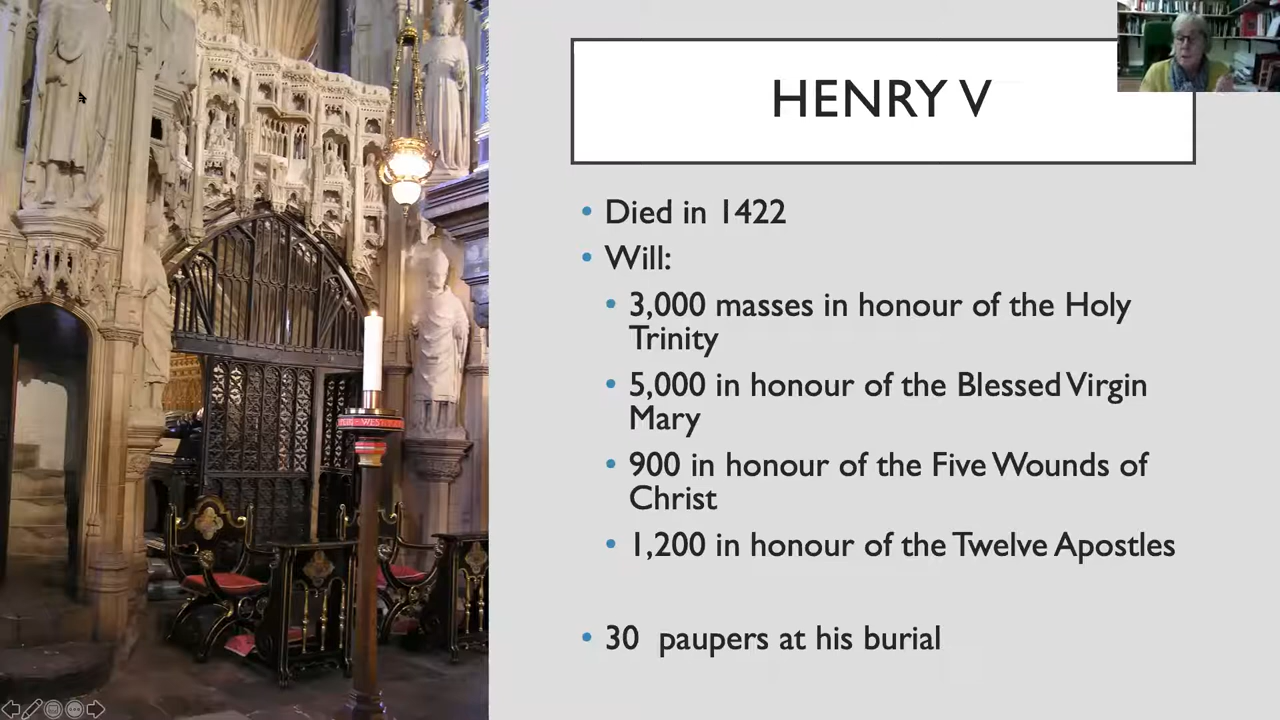 HENRY V
• Died in 1422
• Will:
• 3,000 masses in honour of the Holy
Trinity
• 5,000 in honour of the Blessed Virgin
Mary
• 900 in honour of the Five Wounds of
Christ
• 1,200 in honour of the Twelve Apostles
• 30 paupers at his burial